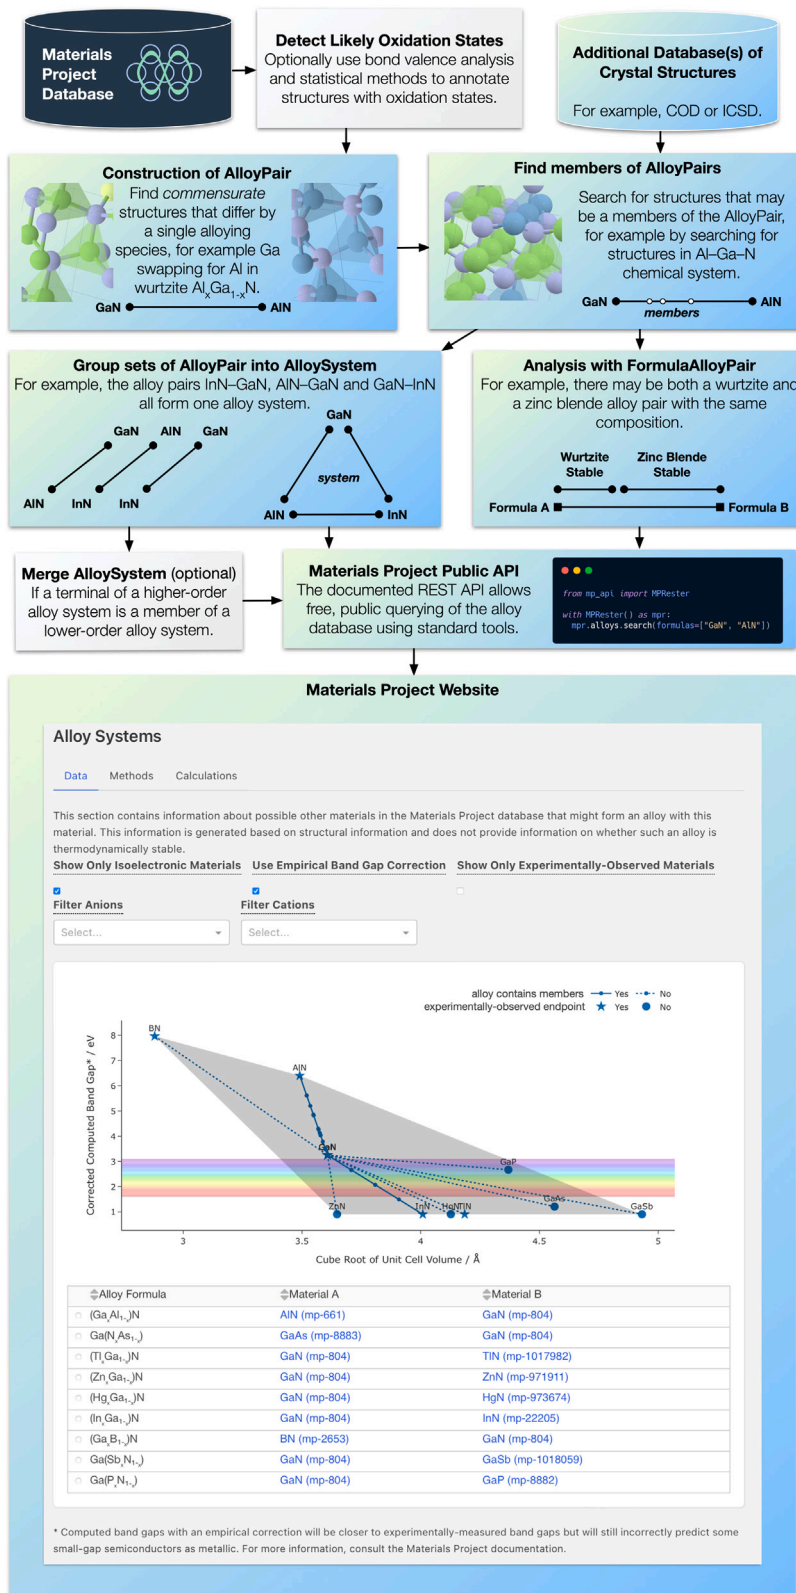 Materials
Project
Database
Detect Likely Oxidation States
Optionally use bond valence analysis
and statistical methods to annotate
structures with oxidation states.
Additional Database(s) of
Crystal Structures
For example, COD or ICSD.
Construction of AlloyPair
Find commensurate
structures that differ by
a single alloying
species, for example Ga
swapping for Al in
wurtzite AlxGa1-xN.
GaN AlN
Find members of AlloyPairs
Search for structures that may
be a members of the AlloyPair,
for example by searching for
structures in Al–Ga–N
chemical system.
GaN AlN
members
Group sets of AlloyPair into AlloySystem
For example, the alloy pairs InN–GaN, AlN–GaN and GaN–InN
all form one alloy system.
GaN AlN GaN
AlN InN InN
GaN
system
AlN InN
Analysis with FormulaAlloyPair
For example, there may be both a wurtzite and
a zinc blende alloy pair with the same
composition.
Wurtzite Zinc Blende
Stable Stable
Formula A Formula B
Merge AlloySystem (optional)
If a terminal of a higher-order
alloy system is a member of a
lower-order alloy system.
Materials Project Public API
The documented REST API allows
free, public querying of the alloy
database using standard tools.
from mp_api import MPRester
with MPRester() as mpr:
mpr.alloys.search(formulas=["GaN", "AlN"])
Materials Project Website
Alloy Systems
Data Methods Calculations
This section contains information about possible other materials in the Materials Project database that might form an alloy with this
material. This information is generated based on structural information and does not provide information on whether such an alloy is
thermodynamically stable.
Show Only Isoelectronic Materials Use Empirical Band Gap Correction Show Only Experimentally-Observed Materials
Filter Anions Filter Cations
Select... Select...
alloy contains members Yes No
experimentally-observed endpoint Yes No
Corrected Computed Band Gap* / eV
8
7
6
5
4
3
2
1
BN
AlN
GaN
GaP
ZnN InN HgN TlN GaAs GaSb
3 3.5 4 4.5 5
Cube Root of Unit Cell Volume / Å
Alloy Formula Material A Material B
(GaxAl1-x)N AlN (mp-661) GaN (mp-804)
Ga(NxAs1-x) GaAs (mp-8883) GaN (mp-804)
(TlxGa1-x)N GaN (mp-804) TlN (mp-1017982)
(ZnxGa1-x)N GaN (mp-804) ZnN (mp-971911)
(HgxGa1-x)N GaN (mp-804) HgN (mp-973674)
(InxGa1-x)N GaN (mp-804) InN (mp-22205)
(GaxB1-x)N BN (mp-2653) GaN (mp-804)
Ga(SbxN1-x) GaN (mp-804) GaSb (mp-1018059)
Ga(PxN1-x) GaN (mp-804) GaP (mp-8882)
* Computed band gaps with an empirical correction will be closer to experimentally-measured band gaps but will still incorrectly predict some
small-gap semiconductors as metallic. For more information, consult the Materials Project documentation.